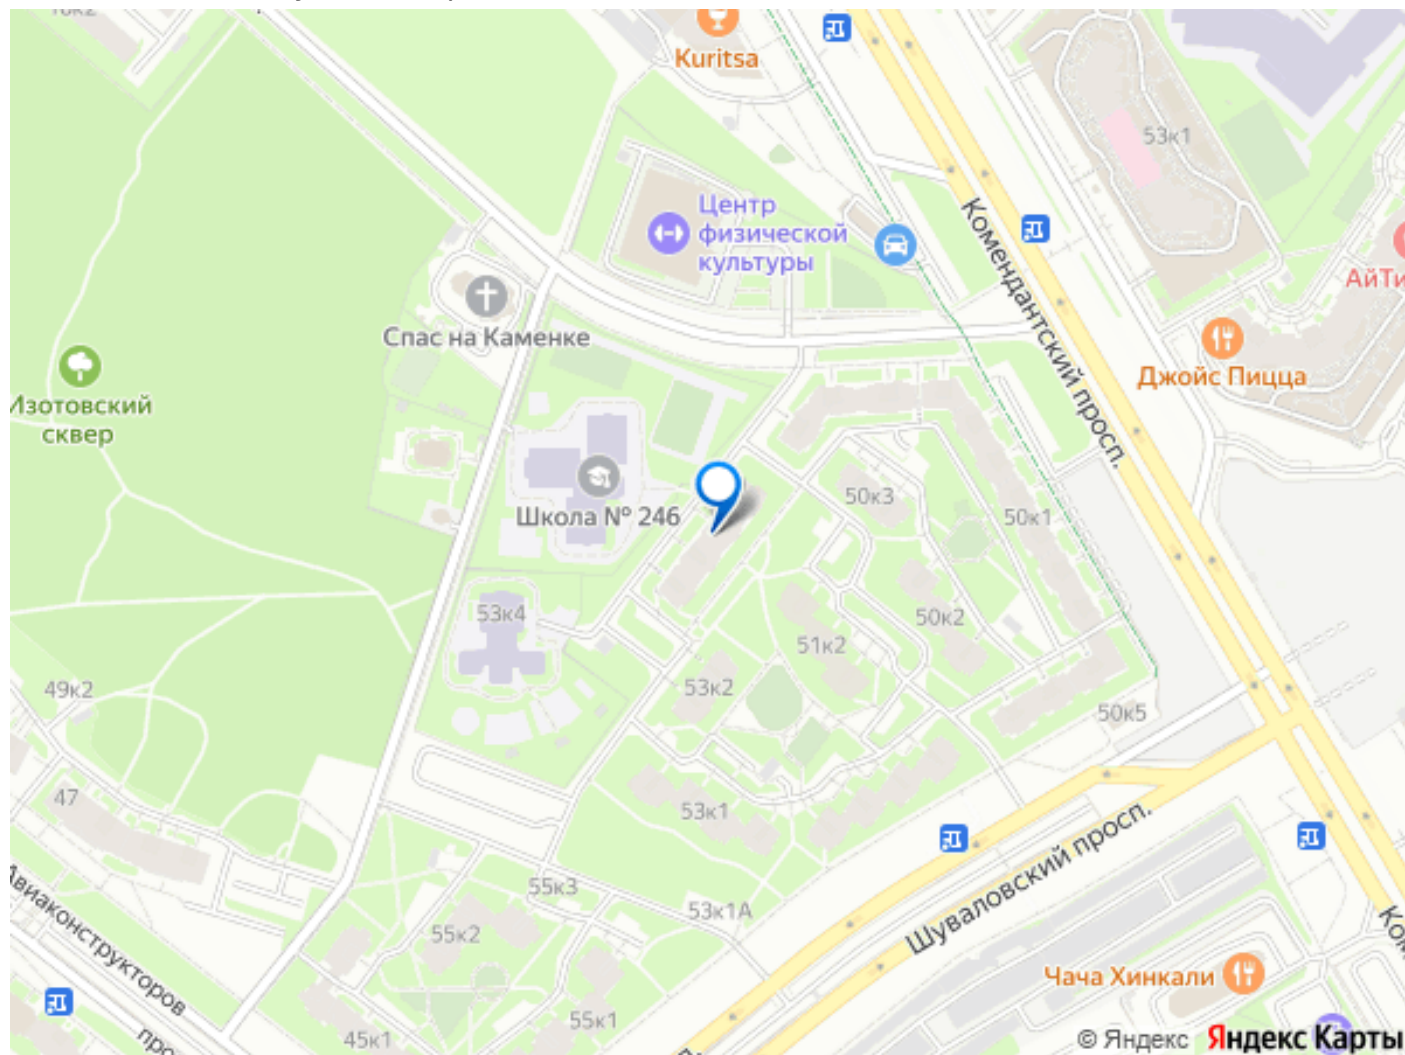 Kuritsa
53к1
Центр
физической
культуры
Комендантский просп.
АйТи
Спас на Каменке
Джойс Пицца
Изотовский
сквер
50к3
50к1
Школа № 246
53к4
50к2
51к2
53к2
49к2
50к5
47
53к1
Шуваловский просп.
Авиаконструкторов
55к3
53к1А
55к2
Чача Хинкали
55к1
45к1
© Яндекс Яндекс Карты